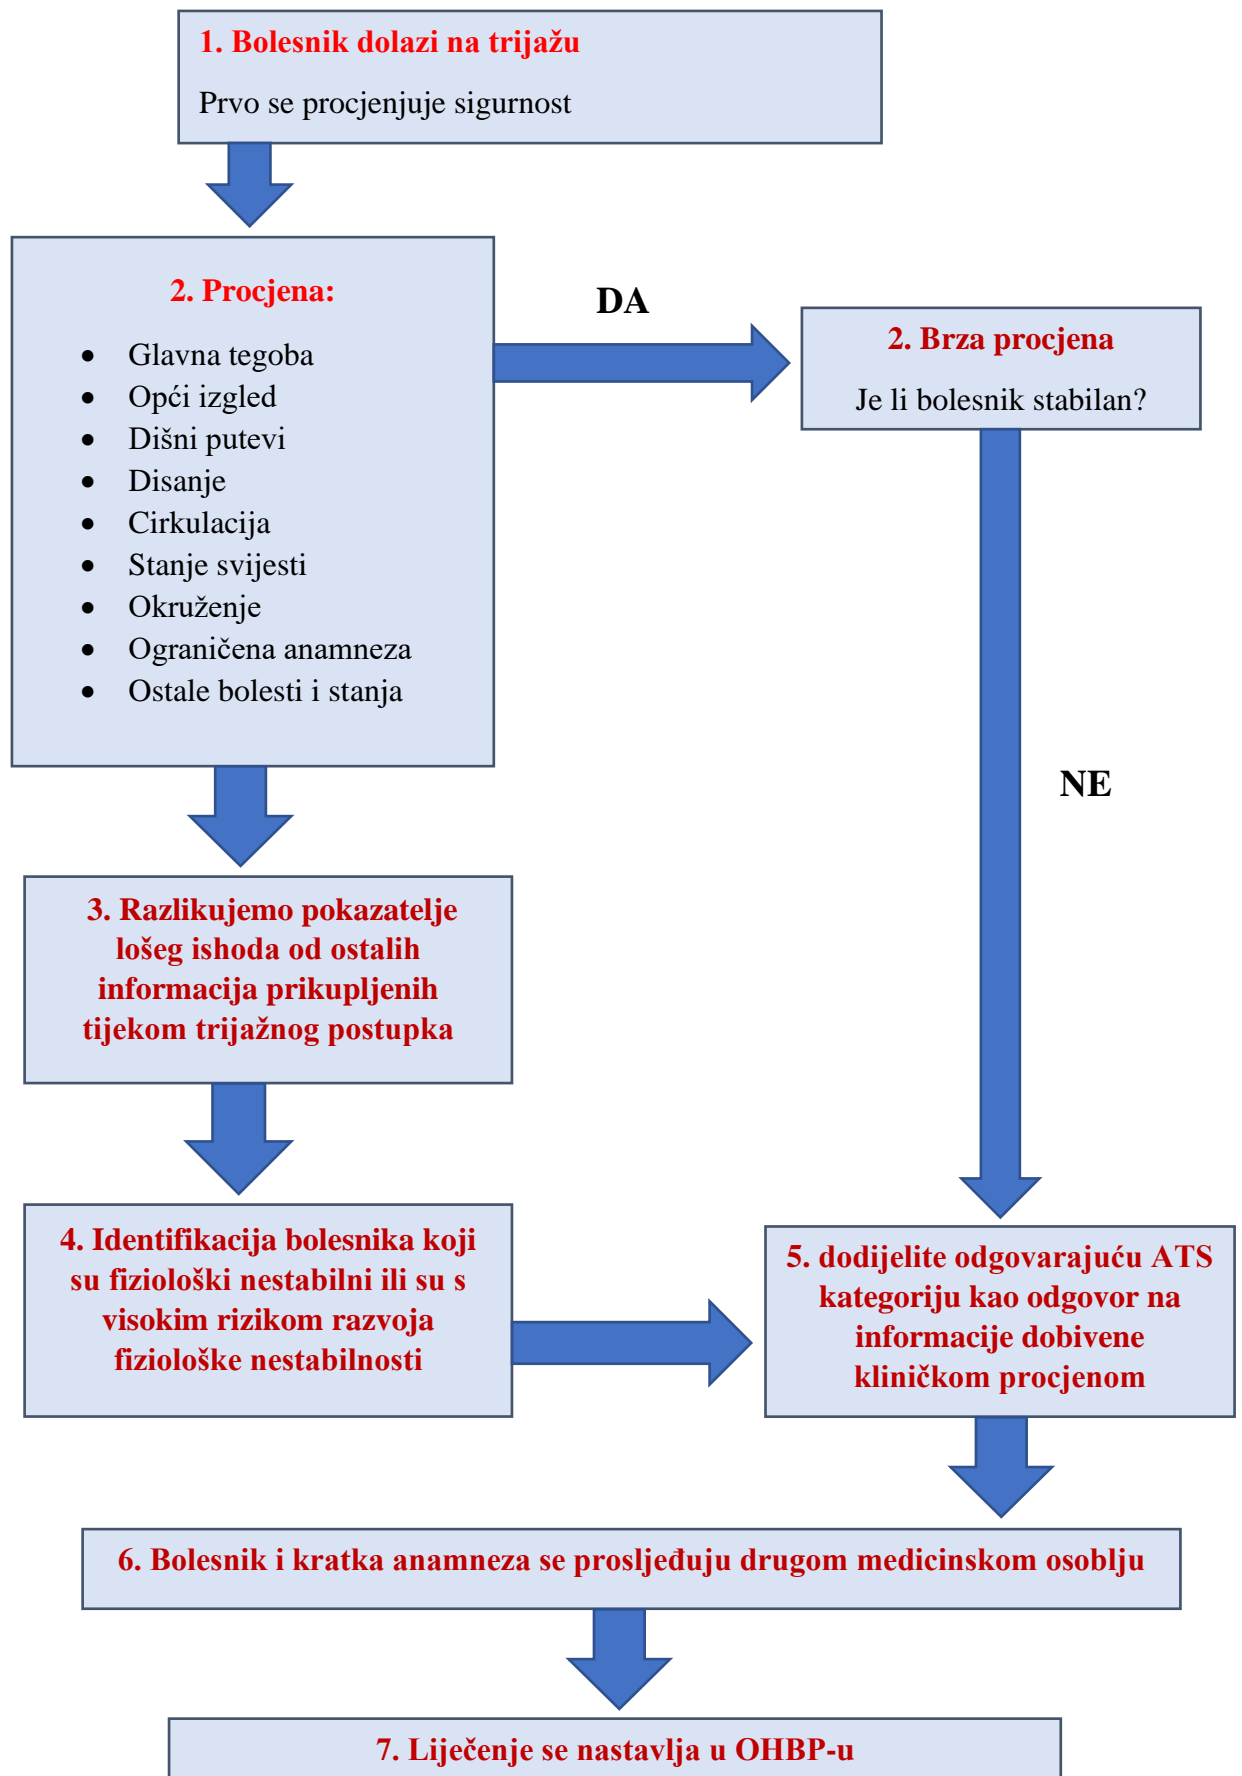 1. Bolesnik dolazi na trijažu
Prvo se procjenjuje sigurnost
2. Procjena:
• Glavna tegoba
• Opći izgled
• Dišni putevi
• Disanje
• Cirkulacija
• Stanje svijesti
• Okruženje
• Ograničena anamneza
• Ostale bolesti i stanja
DA
2. Brza procjena
Je li bolesnik stabilan?
NE
3. Razlikujemo pokazatelje
lošeg ishoda od ostalih
informacija prikupljenih
tijekom trijažnog postupka
4. Identifikacija bolesnika koji
su fiziološki nestabilni ili su s
visokim rizikom razvoja
fiziološke nestabilnosti
5. dodijelite odgovarajuću ATS
kategoriju kao odgovor na
informacije dobivene
kliničkom procjenom
6. Bolesnik i kratka anamneza se prosljeđuju drugom medicinskom osoblju
7. Liječenje se nastavlja u OHBP-u